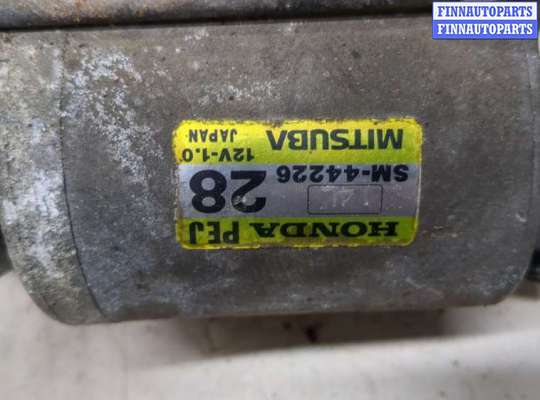 FINNAUTOPARTS
FINNAUTOPARTS
HONDA PEJ
28
SM-44226
12V-1.0
MITSUBA
JAPAN